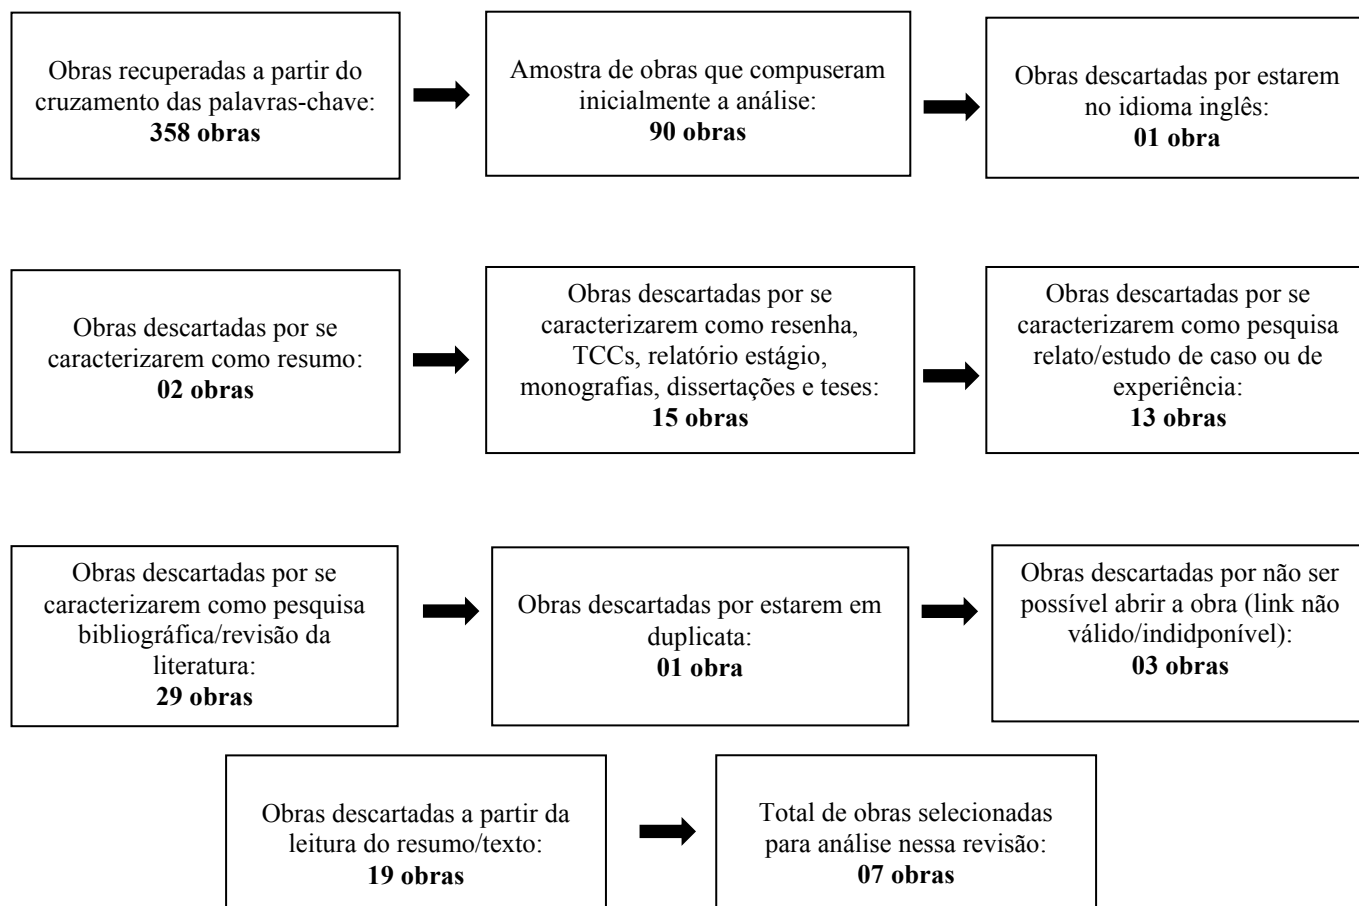 Obras recuperadas a partir do
cruzamento das palavras-chave:
358 obras
Amostra de obras que compuseram
inicialmente a análise:
90 obras
Obras descartadas por estarem
no idioma inglês:
01 obra
Obras descartadas por se
caracterizarem como resumo:
02 obras
Obras descartadas por se
caracterizarem como resenha,
TCCs, relatório estágio,
monografias, dissertações e teses:
15 obras
Obras descartadas por se
caracterizarem como pesquisa
relato/estudo de caso ou de
experiência:
13 obras
Obras descartadas por se
caracterizarem como pesquisa
bibliográfica/revisão da
literatura:
29 obras
Obras descartadas por estarem em
duplicata:
01 obra
Obras descartadas por não ser
possível abrir a obra (link não
válido/indidponível):
03 obras
Obras descartadas a partir da
leitura do resumo/texto:
19 obras
Total de obras selecionadas
para análise nessa revisão:
07 obras